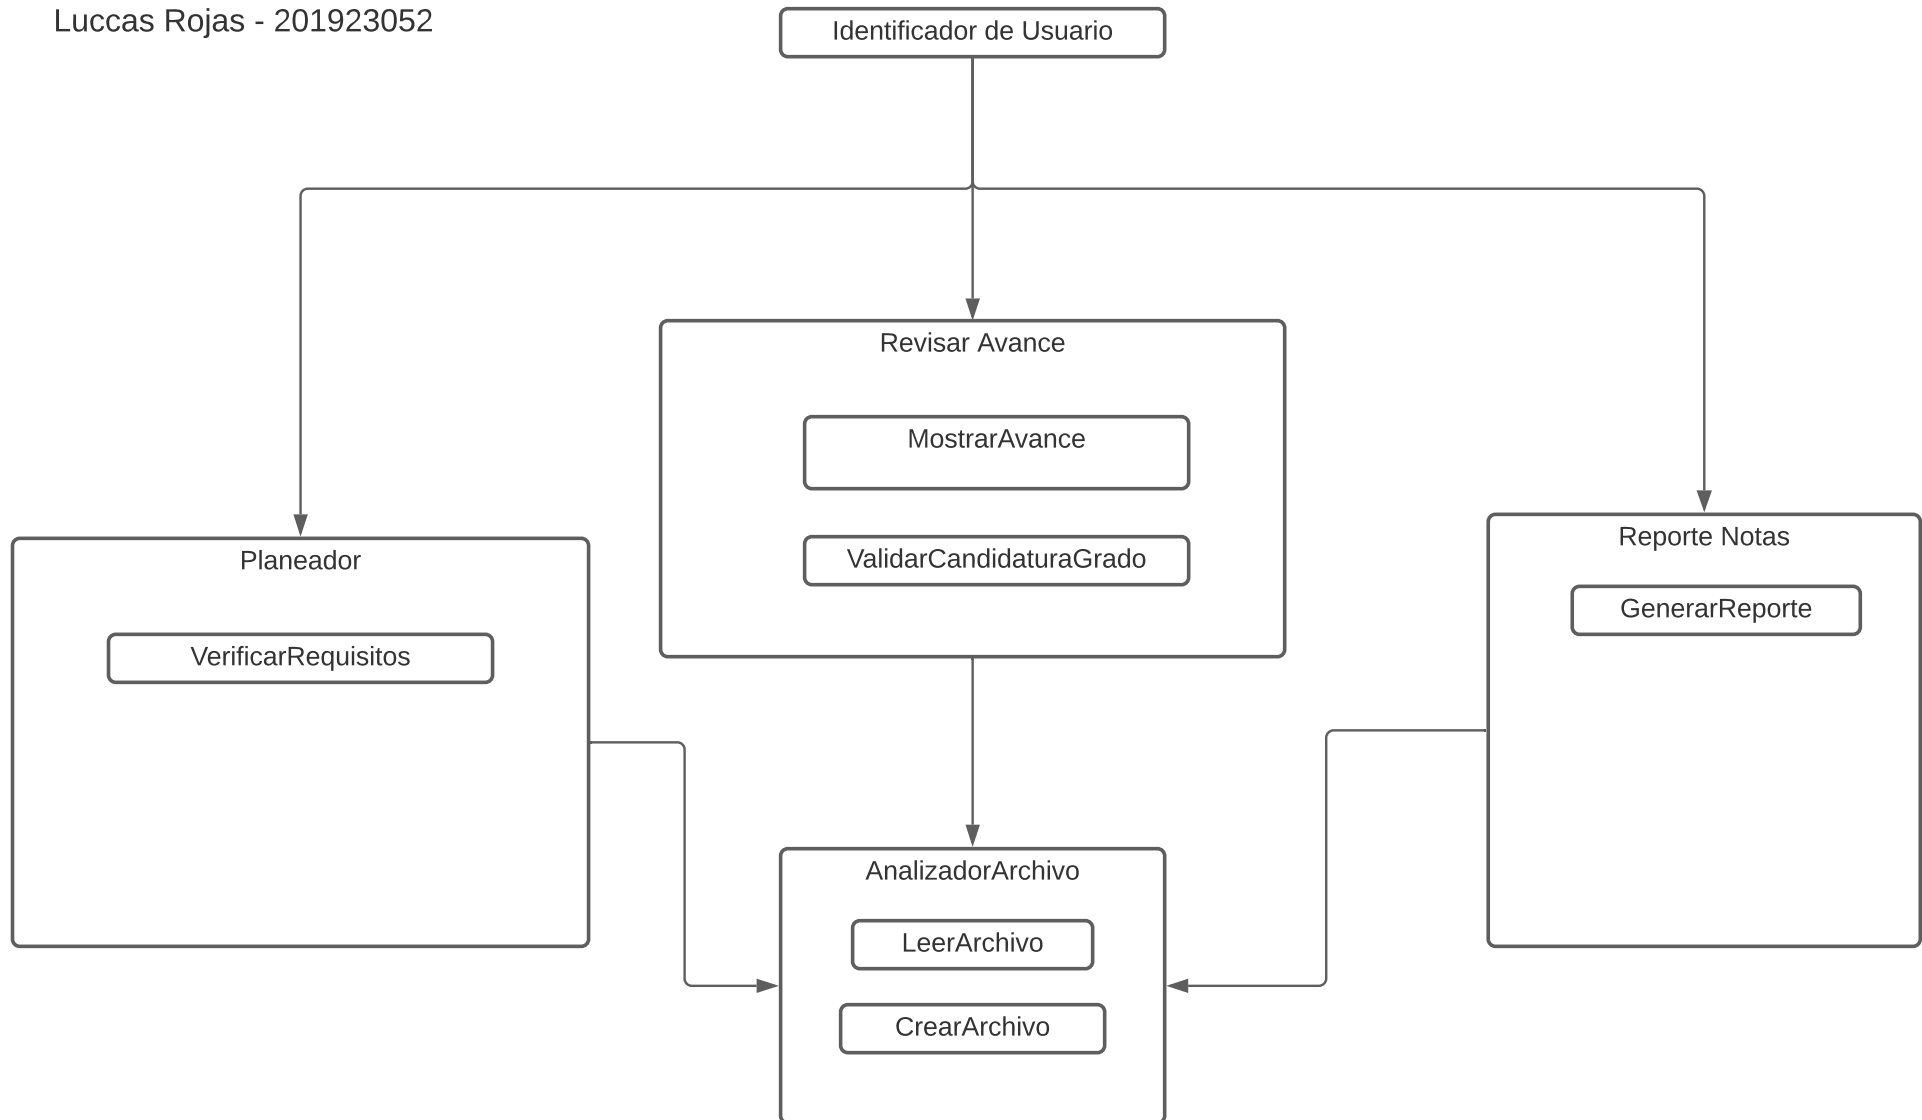 Luccas Rojas - 201923052
Identificador de Usuario
Revisar Avance
MostrarAvance
ValidarCandidaturaGrado
Planeador
VerificarRequisitos
Reporte Notas
GenerarReporte
AnalizadorArchivo
LeerArchivo
CrearArchivo